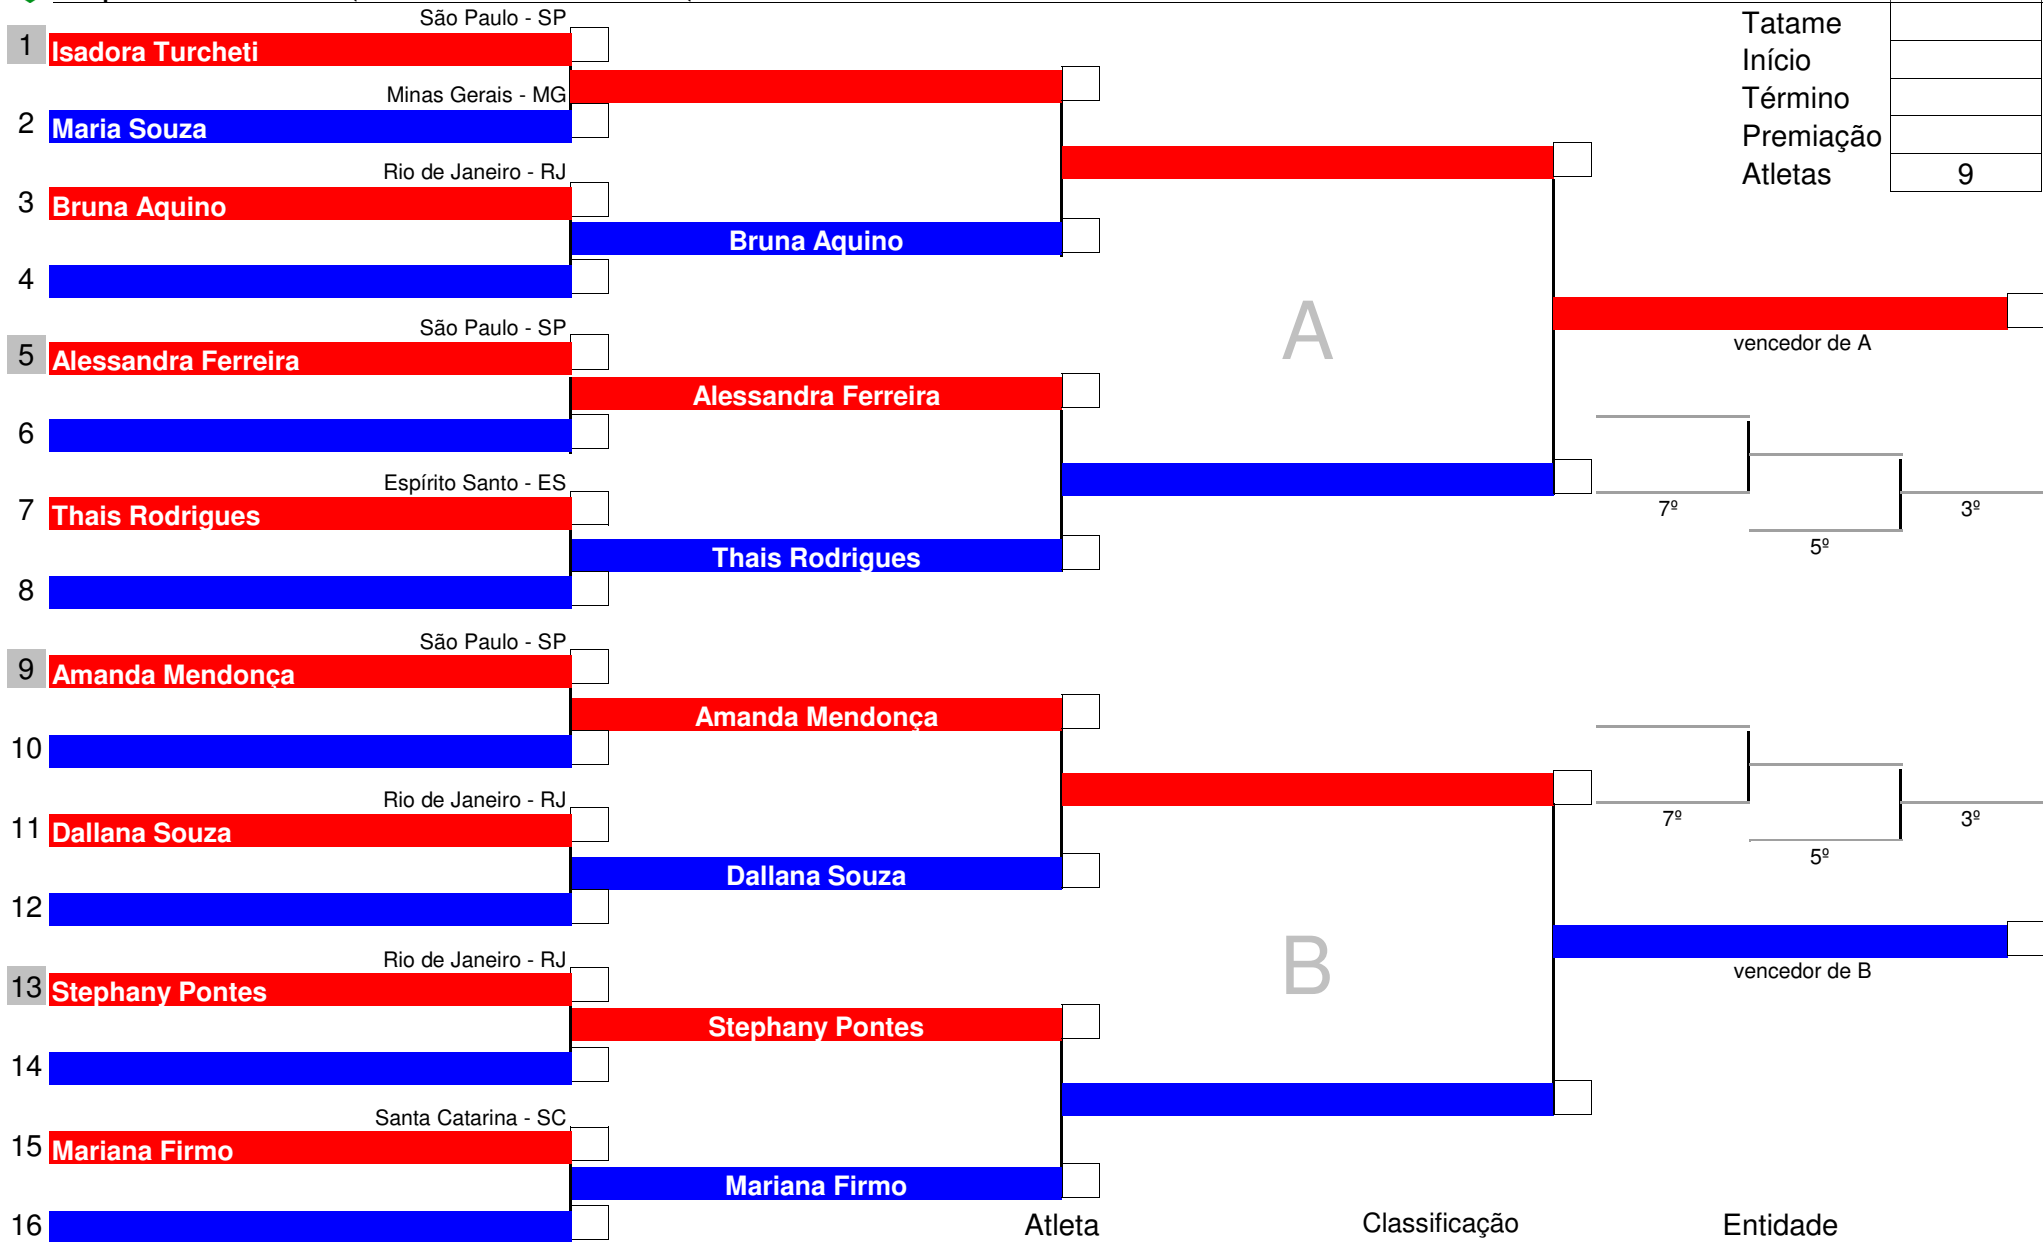 São Paulo - SP
1 Isadora Turcheti
Minas Gerais - MG
2 Maria Souza
Rio de Janeiro - RJ
3 Bruna Aquino
Bruna Aquino
4
São Paulo - SP
5 Alessandra Ferreira
Alessandra Ferreira
6
Espírito Santo - ES
7 Thais Rodrigues
Thais Rodrigues
8
São Paulo - SP
9 Amanda Mendonça
Amanda Mendonça
10
Rio de Janeiro - RJ
11 Dallana Souza
Dallana Souza
12
Rio de Janeiro - RJ
13 Stephany Pontes
Stephany Pontes
14
Santa Catarina - SC
15 Mariana Firmo
Mariana Firmo
16
A
B
Tatame
Início
Término
Premiação
Atletas 9
vencedor de A
7º
3º
5º
7º
3º
5º
vencedor de B
Atleta Classificação Entidade